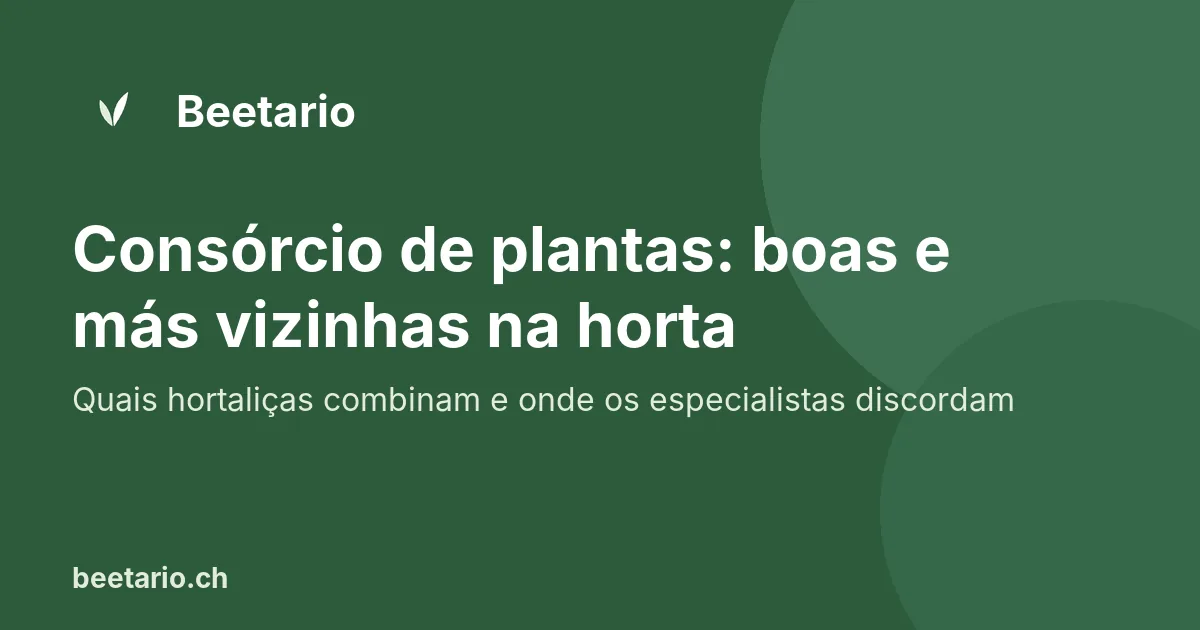 Beetario
Consórcio de plantas: boas e
más vizinhas na horta
Quais hortaliças combinam e onde os especialistas discordam
beetario.ch